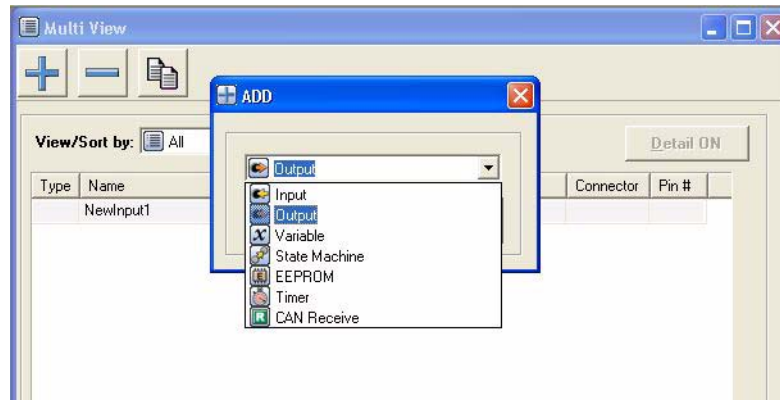 Multi View
ADD
View/Sort by: All
Detail ON
Output
Type Name Connector Pin #
NewInput1
Input
Output
Variable
State Machine
EEPROM
Timer
CAN Receive